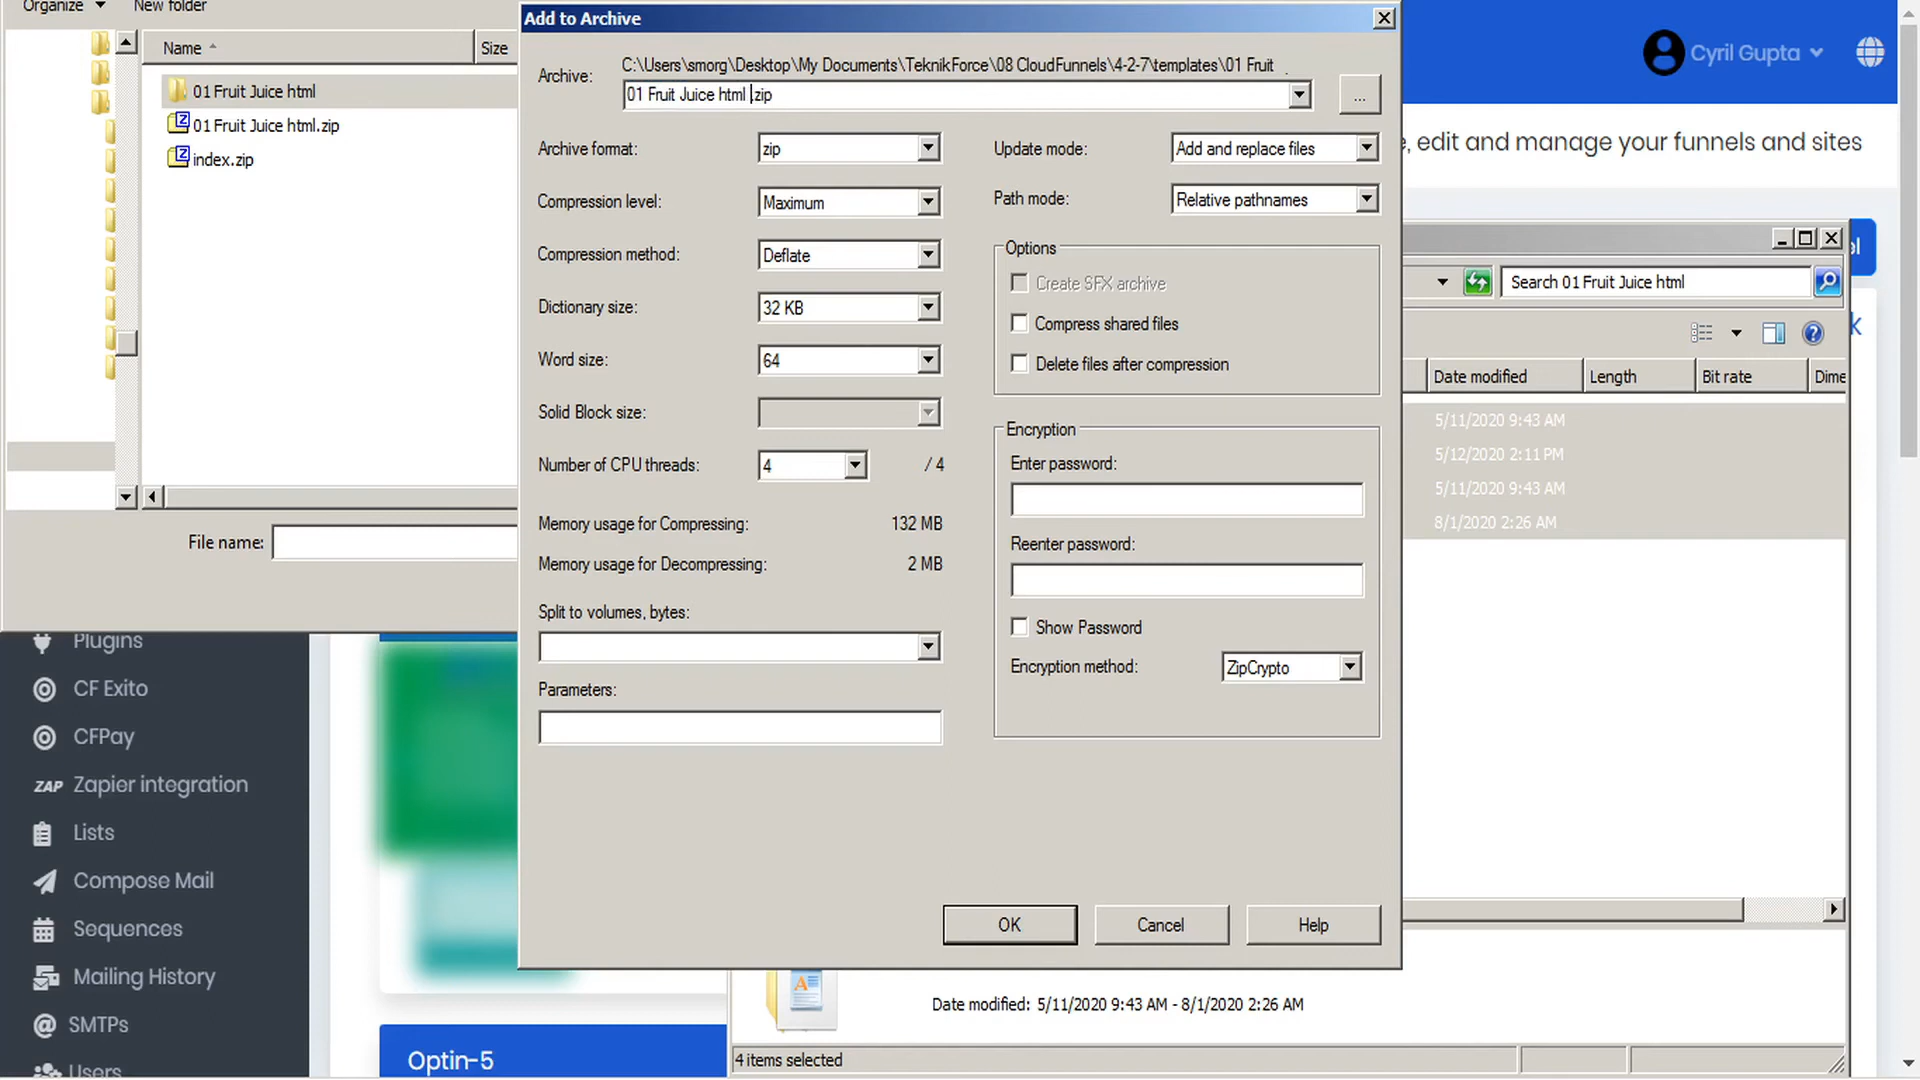 Organize
New folder
Name
Size
01 Fruit Juice html
01 Fruit Juice html.zip
index.zip
File name:
Plugins
CF Exito
CFPay
ZAP Zapier integration
Lists
Compose Mail
Sequences
Mailing History
SMTPs
Users
Optin-5
Add to Archive
Archive:
C:\Users\smorg\Desktop\My Documents\TeknikForce\08 CloudFunnels\4-2-7\templates\01 Fruit
01 Fruit Juice html .zip
...
Archive format:
zip
Compression level:
Maximum
Compression method:
Deflate
Dictionary size:
32 KB
Word size:
64
Solid Block size:
Number of CPU threads:
4
/ 4
Memory usage for Compressing:
132 MB
Memory usage for Decompressing:
2 MB
Split to volumes, bytes:
Parameters:
Update mode:
Add and replace files
Path mode:
Relative pathnames
Options
Create SFX archive
Compress shared files
Delete files after compression
Encryption
Enter password:
Reenter password:
Show Password
Encryption method:
ZipCrypto
OK
Cancel
Help
Cyril Gupta
, edit and manage your funnels and sites
Search 01 Fruit Juice html
Date modified
Length
Bit rate
Dime
5/11/2020 9:43 AM
5/12/2020 2:11 PM
5/11/2020 9:43 AM
8/1/2020 2:26 AM
Date modified: 5/11/2020 9:43 AM - 8/1/2020 2:26 AM
4 items selected